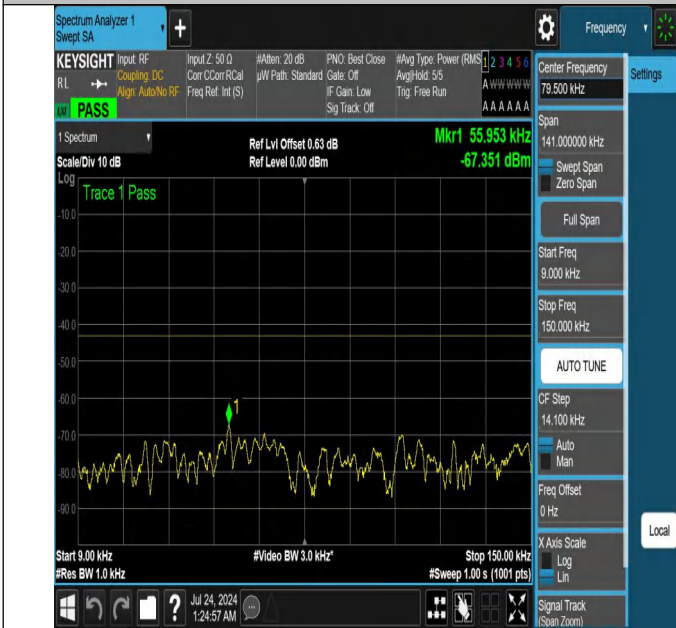 Spectrum Analyzer 1
Swept SA
+
Frequency
KEYSIGHT
RL
Input: RF
Coupling: DC
Align: Auto/No RF
Input Z: 50 Ω
Corr CCorr RCal
Freq Ref: Int (S)
#Atten: 20 dB
µW Path: Standard
PNO: Best Close
Gate: Off
IF Gain: Low
Sig Track: Off
#Avg Type: Power (RMS
Avg|Hold: 5/5
Trig: Free Run
1 2 3 4 5 6
A W W W W W
A A A A A A
PASS
1 Spectrum
Scale/Div 10 dB
Ref Lvl Offset 0.63 dB
Ref Level 0.00 dBm
Mkr1 55.953 kHz
-67.351 dBm
Log
Trace 1 Pass
-10.0
-20.0
-30.0
-40.0
-50.0
-60.0
-70.0
-80.0
-90.0
1
Start 9.00 kHz
#Res BW 1.0 kHz
#Video BW 3.0 kHz*
Stop 150.00 kHz
#Sweep 1.00 s (1001 pts)
?
Jul 24, 2024
1:24:57 AM
Center Frequency
79.500 kHz
Settings
Span
141.000000 kHz
Swept Span
Zero Span
Full Span
Start Freq
9.000 kHz
Stop Freq
150.000 kHz
AUTO TUNE
CF Step
14.100 kHz
Auto
Man
Freq Offset
0 Hz
X Axis Scale
Log
Lin
Local
Signal Track
(Span Zoom)